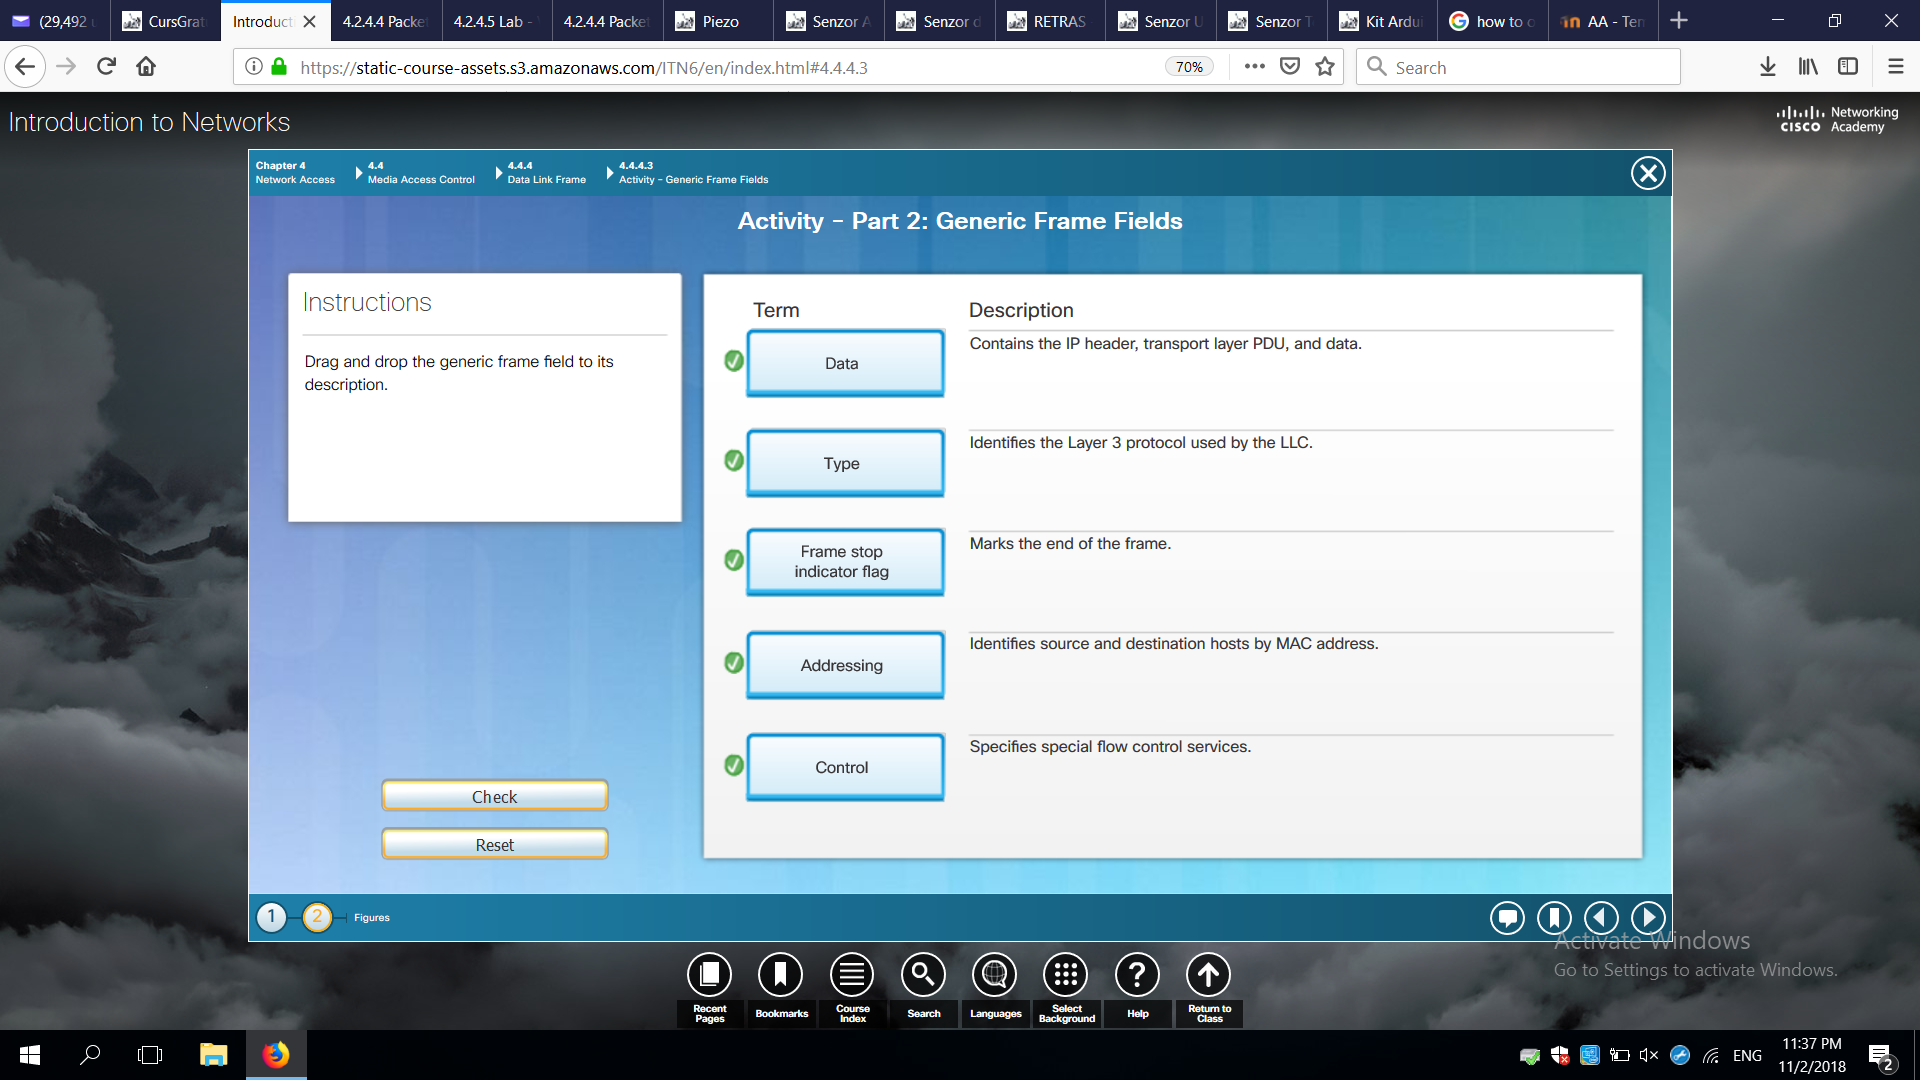 (29,492 u
CursGratu
Introducti
4.2.4.4 Packet
4.2.4.5 Lab -
4.2.4.4 Packet
Piezo
Senzor A
Senzor d
RETRAS
Senzor U
Senzor T
Kit Ardui
how to o
AA - Tem
https://static-course-assets.s3.amazonaws.com/ITN6/en/index.html#4.4.4.3
70%
Search
Introduction to Networks
CISCO Networking Academy
Chapter 4
Network Access
4.4
Media Access Control
4.4.4
Data Link Frame
4.4.4.3
Activity - Generic Frame Fields
Activity - Part 2: Generic Frame Fields
Instructions
Drag and drop the generic frame field to its
description.
Check
Reset
Term
Description
Data
Contains the IP header, transport layer PDU, and data.
Type
Identifies the Layer 3 protocol used by the LLC.
Frame stop
indicator flag
Marks the end of the frame.
Addressing
Identifies source and destination hosts by MAC address.
Control
Specifies special flow control services.
1
2
Figures
Activate Windows
Go to Settings to activate Windows.
Recent
Pages
Bookmarks
Course
Index
Search
Languages
Select
Background
Help
Return to
Class
ENG
11:37 PM
11/2/2018
2